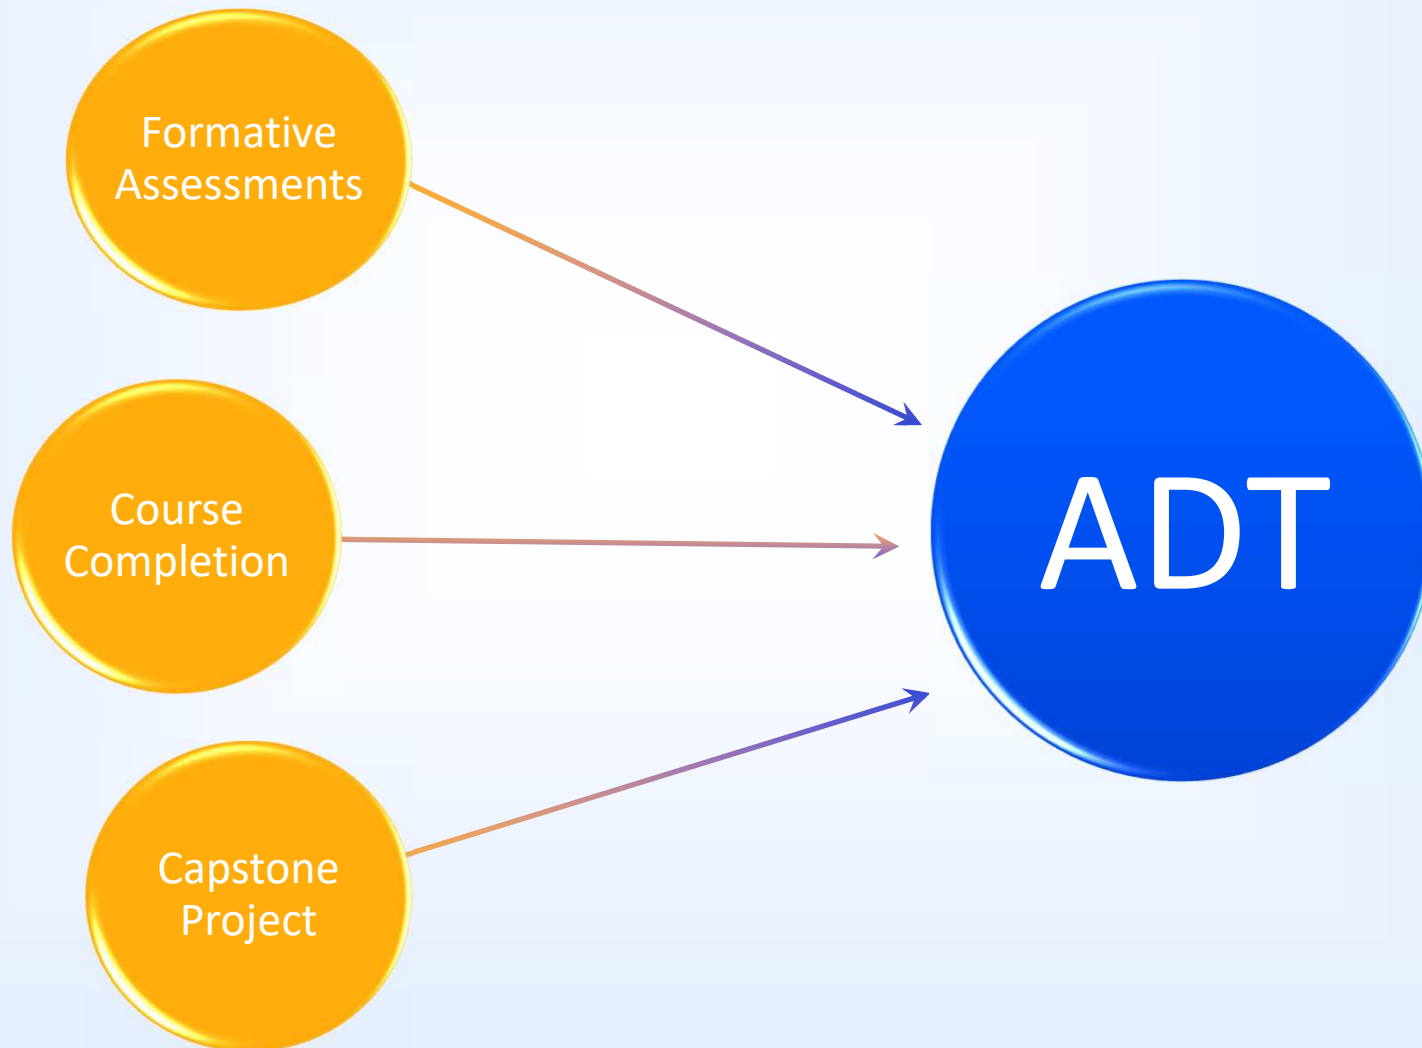 Formative
Assessments
Course
Completion
ADT
Capstone
Project